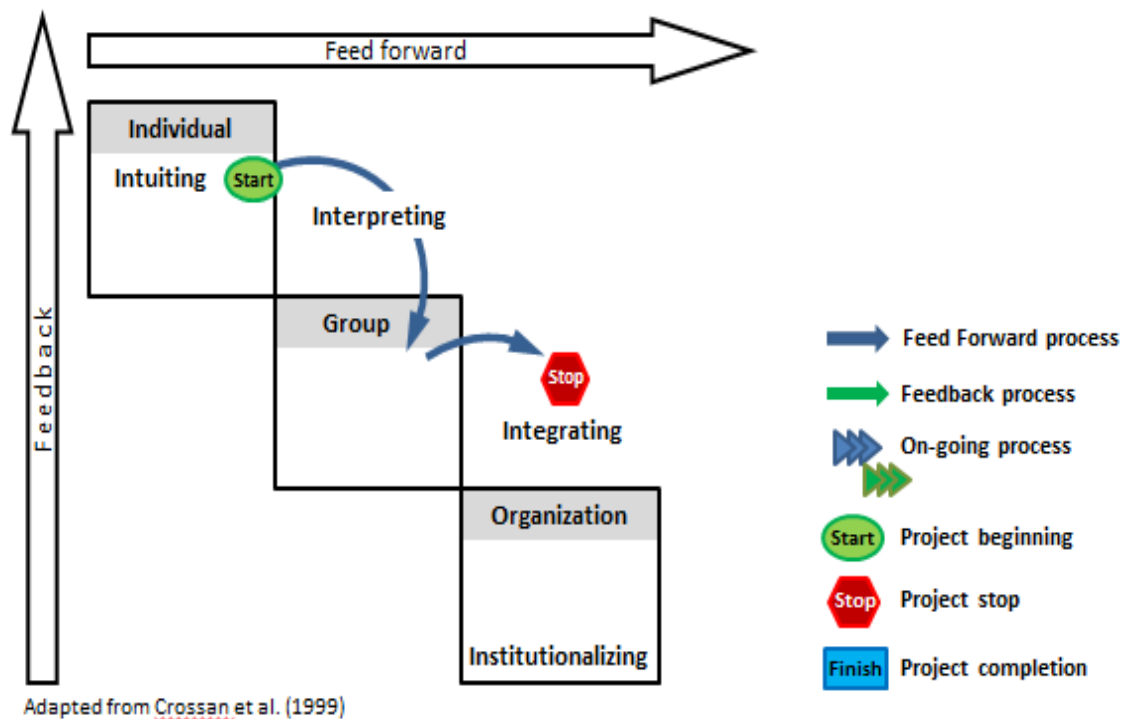 Feed forward
Feedback
Individual
Intuiting
Start
Interpreting
Group
Stop
Integrating
Organization
Institutionalizing
Feed Forward process
Feedback process
On-going process
Start Project beginning
Stop Project stop
Finish Project completion
Adapted from Crossan et al. (1999)